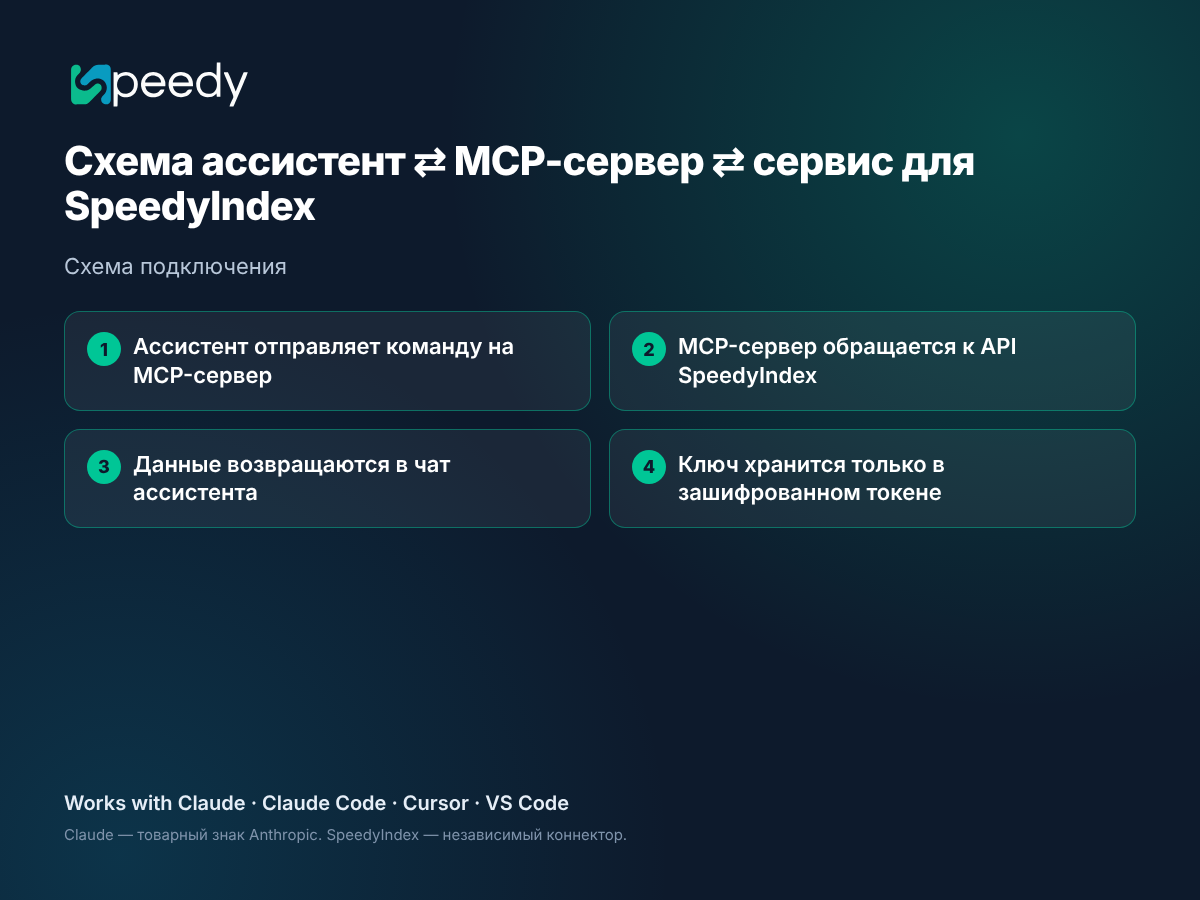 Speedy
Схема ассистент ⇄ MCP-сервер ⇄ сервис для
SpeedyIndex
Схема подключения
1 Ассистент отправляет команду на
MCP-сервер
2 MCP-сервер обращается к API
SpeedyIndex
3 Данные возвращаются в чат
ассистента
4 Ключ хранится только в
зашифрованном токене
Works with Claude · Claude Code · Cursor · VS Code
Claude — товарный знак Anthropic. SpeedyIndex — независимый коннектор.